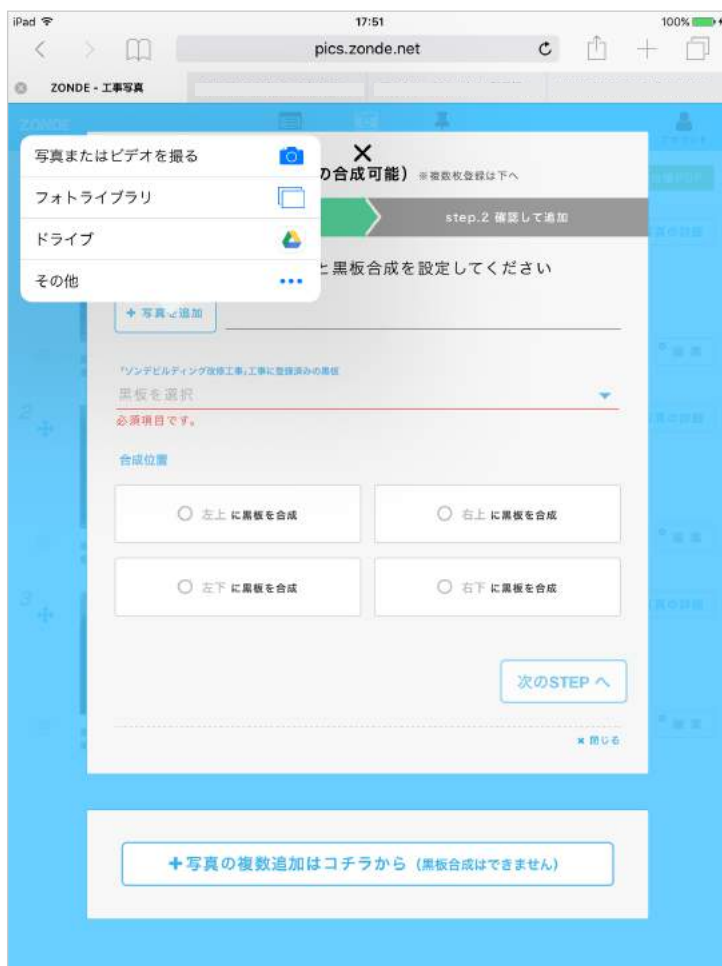 iPad 17:51 100%
pics.zonde.net
ZONDE - 工事写真
ZONDE
写真またはビデオを撮る
フォトライブラリ
ドライブ
その他
の合成可能） ※複数枚登録は下へ
step.2 確認して追加
と黒板合成を設定してください
+ 写真を追加
「ソンデビルディング改修工事」工事に登録済みの黒板
黒板を選択
必須項目です。
合成位置
左上 に黒板を合成
右上 に黒板を合成
左下 に黒板を合成
右下 に黒板を合成
2
3
次のSTEP へ
× 閉じる
+写真の複数追加はコチラから（黒板合成はできません）